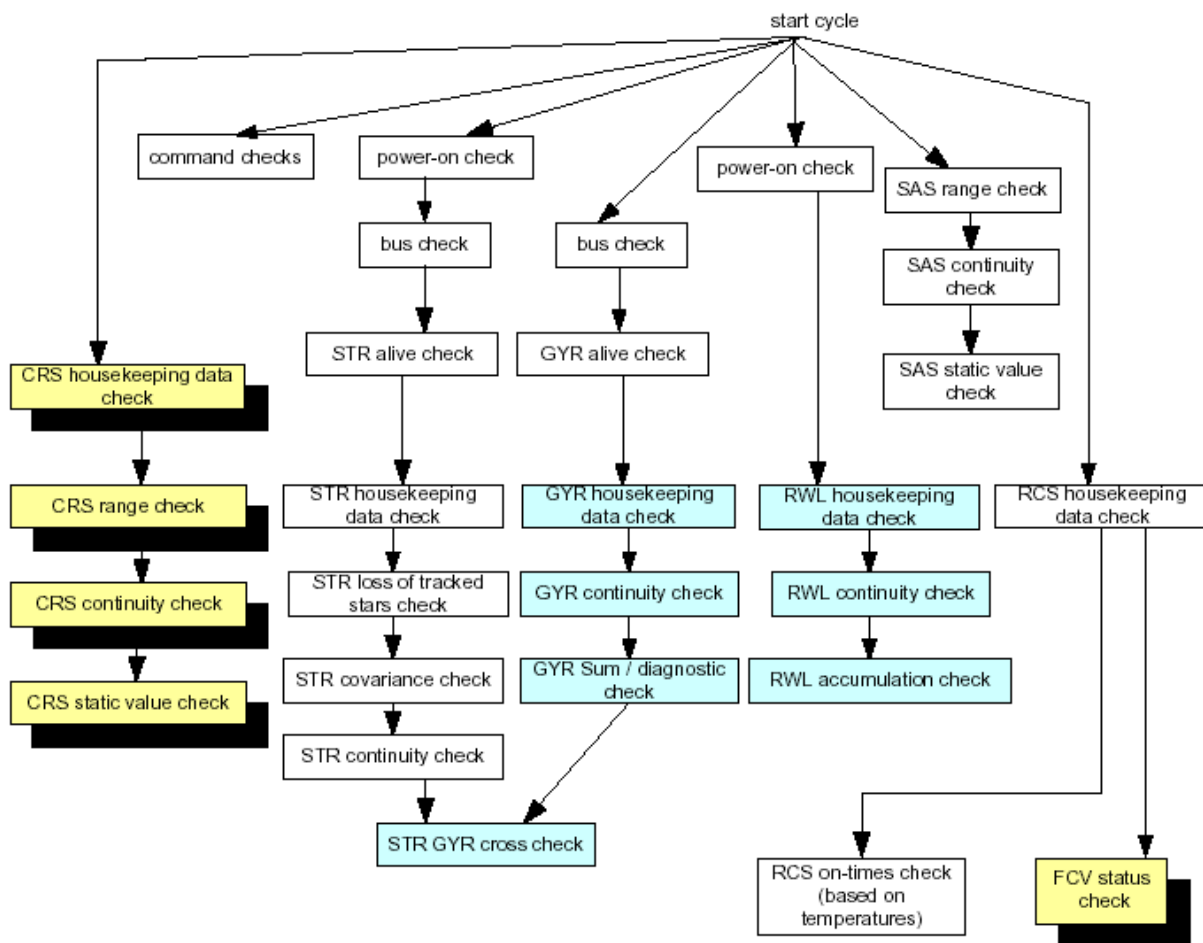 start cycle
command checks
power-on check
power-on check
SAS range check
bus check
bus check
SAS continuity
check
STR alive check
GYR alive check
SAS static value
check
CRS housekeeping data
check
CRS range check
STR housekeeping
data check
GYR housekeeping
data check
RWL housekeeping
data check
RCS housekeeping
data check
CRS continuity check
STR loss of tracked
stars check
GYR continuity check
RWL continuity check
CRS static value check
STR covariance check
GYR Sum / diagnostic
check
RWL accumulation check
STR continuity check
STR GYR cross check
RCS on-times check
(based on
temperatures)
FCV status
check